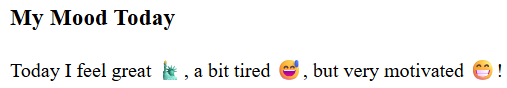 My Mood Today
Today I feel great 🗽, a bit tired 😅, but very motivated 😁!